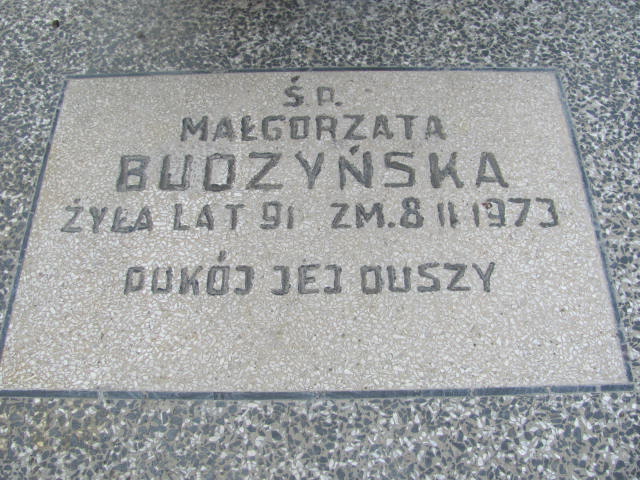 Ś.P.
MAŁGORZATA
BUDZYŃSKA
ŻYŁA LAT 91 ZM. 8 II 1973
POKÓJ JEJ DUSZY